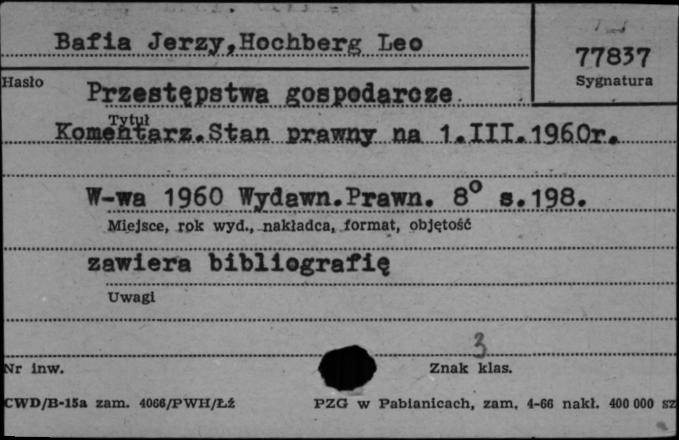 Bafia Jerzy,Hochberg Leo
77837
Hasło
Sygnatura
Przestępstwa gospodarcze.
Tytuł
Komentarz.Stan prawny na 1.III.1960r.
W-wa 1960 Wydawn.Prawn. 8° s.198.
Miejsce, rok wyd., nakładca, format, objętość
zawiera bibliografię
Uwagi
3
Nr inw.
Znak klas.
CWD/B-15a zam. 4066/PWH/Łż
PZG w Pabianicach, zam. 4-66 nakł. 400 000 sz